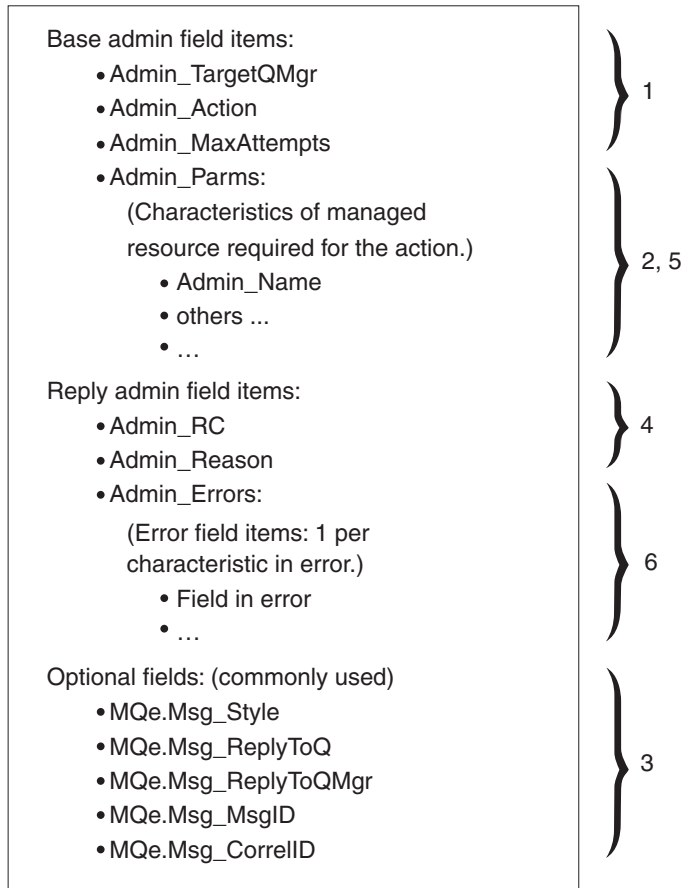 Base admin field items:
• Admin_TargetQMgr
• Admin_Action
• Admin_MaxAttempts
1
• Admin_Parms:
(Characteristics of managed
resource required for the action.)
• Admin_Name
• others ...
• ...
2, 5
Reply admin field items:
• Admin_RC
• Admin_Reason
4
• Admin_Errors:
(Error field items: 1 per
characteristic in error.)
• Field in error
• ...
6
Optional fields: (commonly used)
• MQe.Msg_Style
• MQe.Msg_ReplyToQ
• MQe.Msg_ReplyToQMgr
• MQe.Msg_MsgID
• MQe.Msg_CorrelID
3